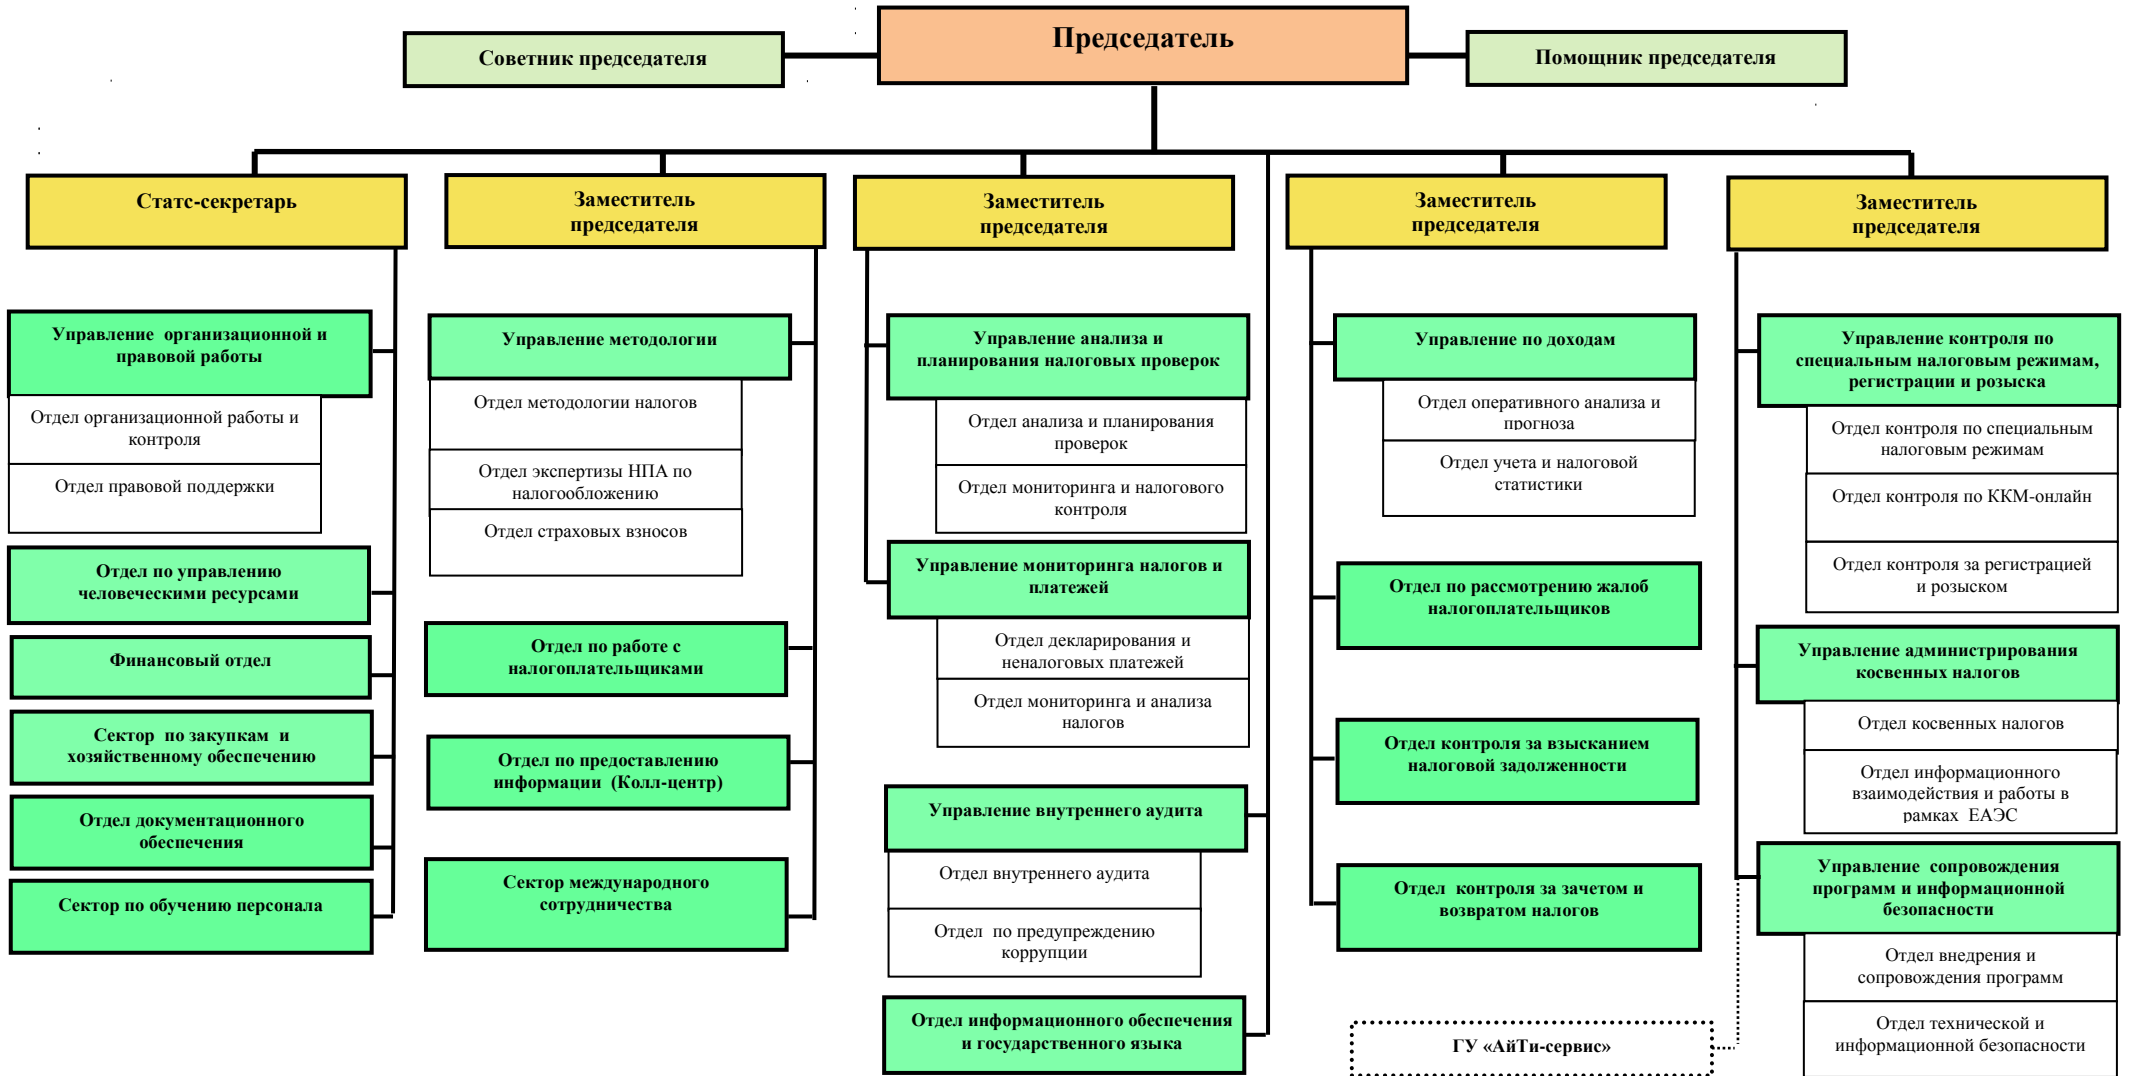 Председатель
Советник председателя
Помощник председателя
Статс-секретарь
Управление организационной и
правовой работы
Отдел организационной работы и
контроля
Отдел правовой поддержки
Отдел по управлению
человеческими ресурсами
Финансовый отдел
Сектор по закупкам и
хозяйственному обеспечению
Отдел документационного
обеспечения
Сектор по обучению персонала
Заместитель
председателя
Управление методологии
Отдел методологии налогов
Отдел экспертизы НПА по
налогообложению
Отдел страховых взносов
Отдел по работе с
налогоплательщиками
Отдел по предоставлению
информации (Колл-центр)
Сектор международного
сотрудничества
Заместитель
председателя
Управление анализа и
планирования налоговых проверок
Отдел анализа и планирования
проверок
Отдел мониторинга и налогового
контроля
Управление мониторинга налогов и
платежей
Отдел декларирования и
неналоговых платежей
Отдел мониторинга и анализа
налогов
Управление внутреннего аудита
Отдел внутреннего аудита
Отдел по предупреждению
коррупции
Отдел информационного обеспечения
и государственного языка
Заместитель
председателя
Управление по доходам
Отдел оперативного анализа и
прогноза
Отдел учета и налоговой
статистики
Отдел по рассмотрению жалоб
налогоплательщиков
Отдел контроля за взысканием
налоговой задолженности
Отдел контроля за зачетом и
возвратом налогов
ГУ «АйТи-сервис»
Заместитель
председателя
Управление контроля по
специальным налоговым режимам,
регистрации и розыска
Отдел контроля по специальным
налоговым режимам
Отдел контроля по ККМ-онлайн
Отдел контроля за регистрацией
и розыском
Управление администрирования
косвенных налогов
Отдел косвенных налогов
Отдел информационного
взаимодействия и работы в
рамках ЕАЭС
Управление сопровождения
программ и информационной
безопасности
Отдел внедрения и
сопровождения программ
Отдел технической и
информационной безопасности